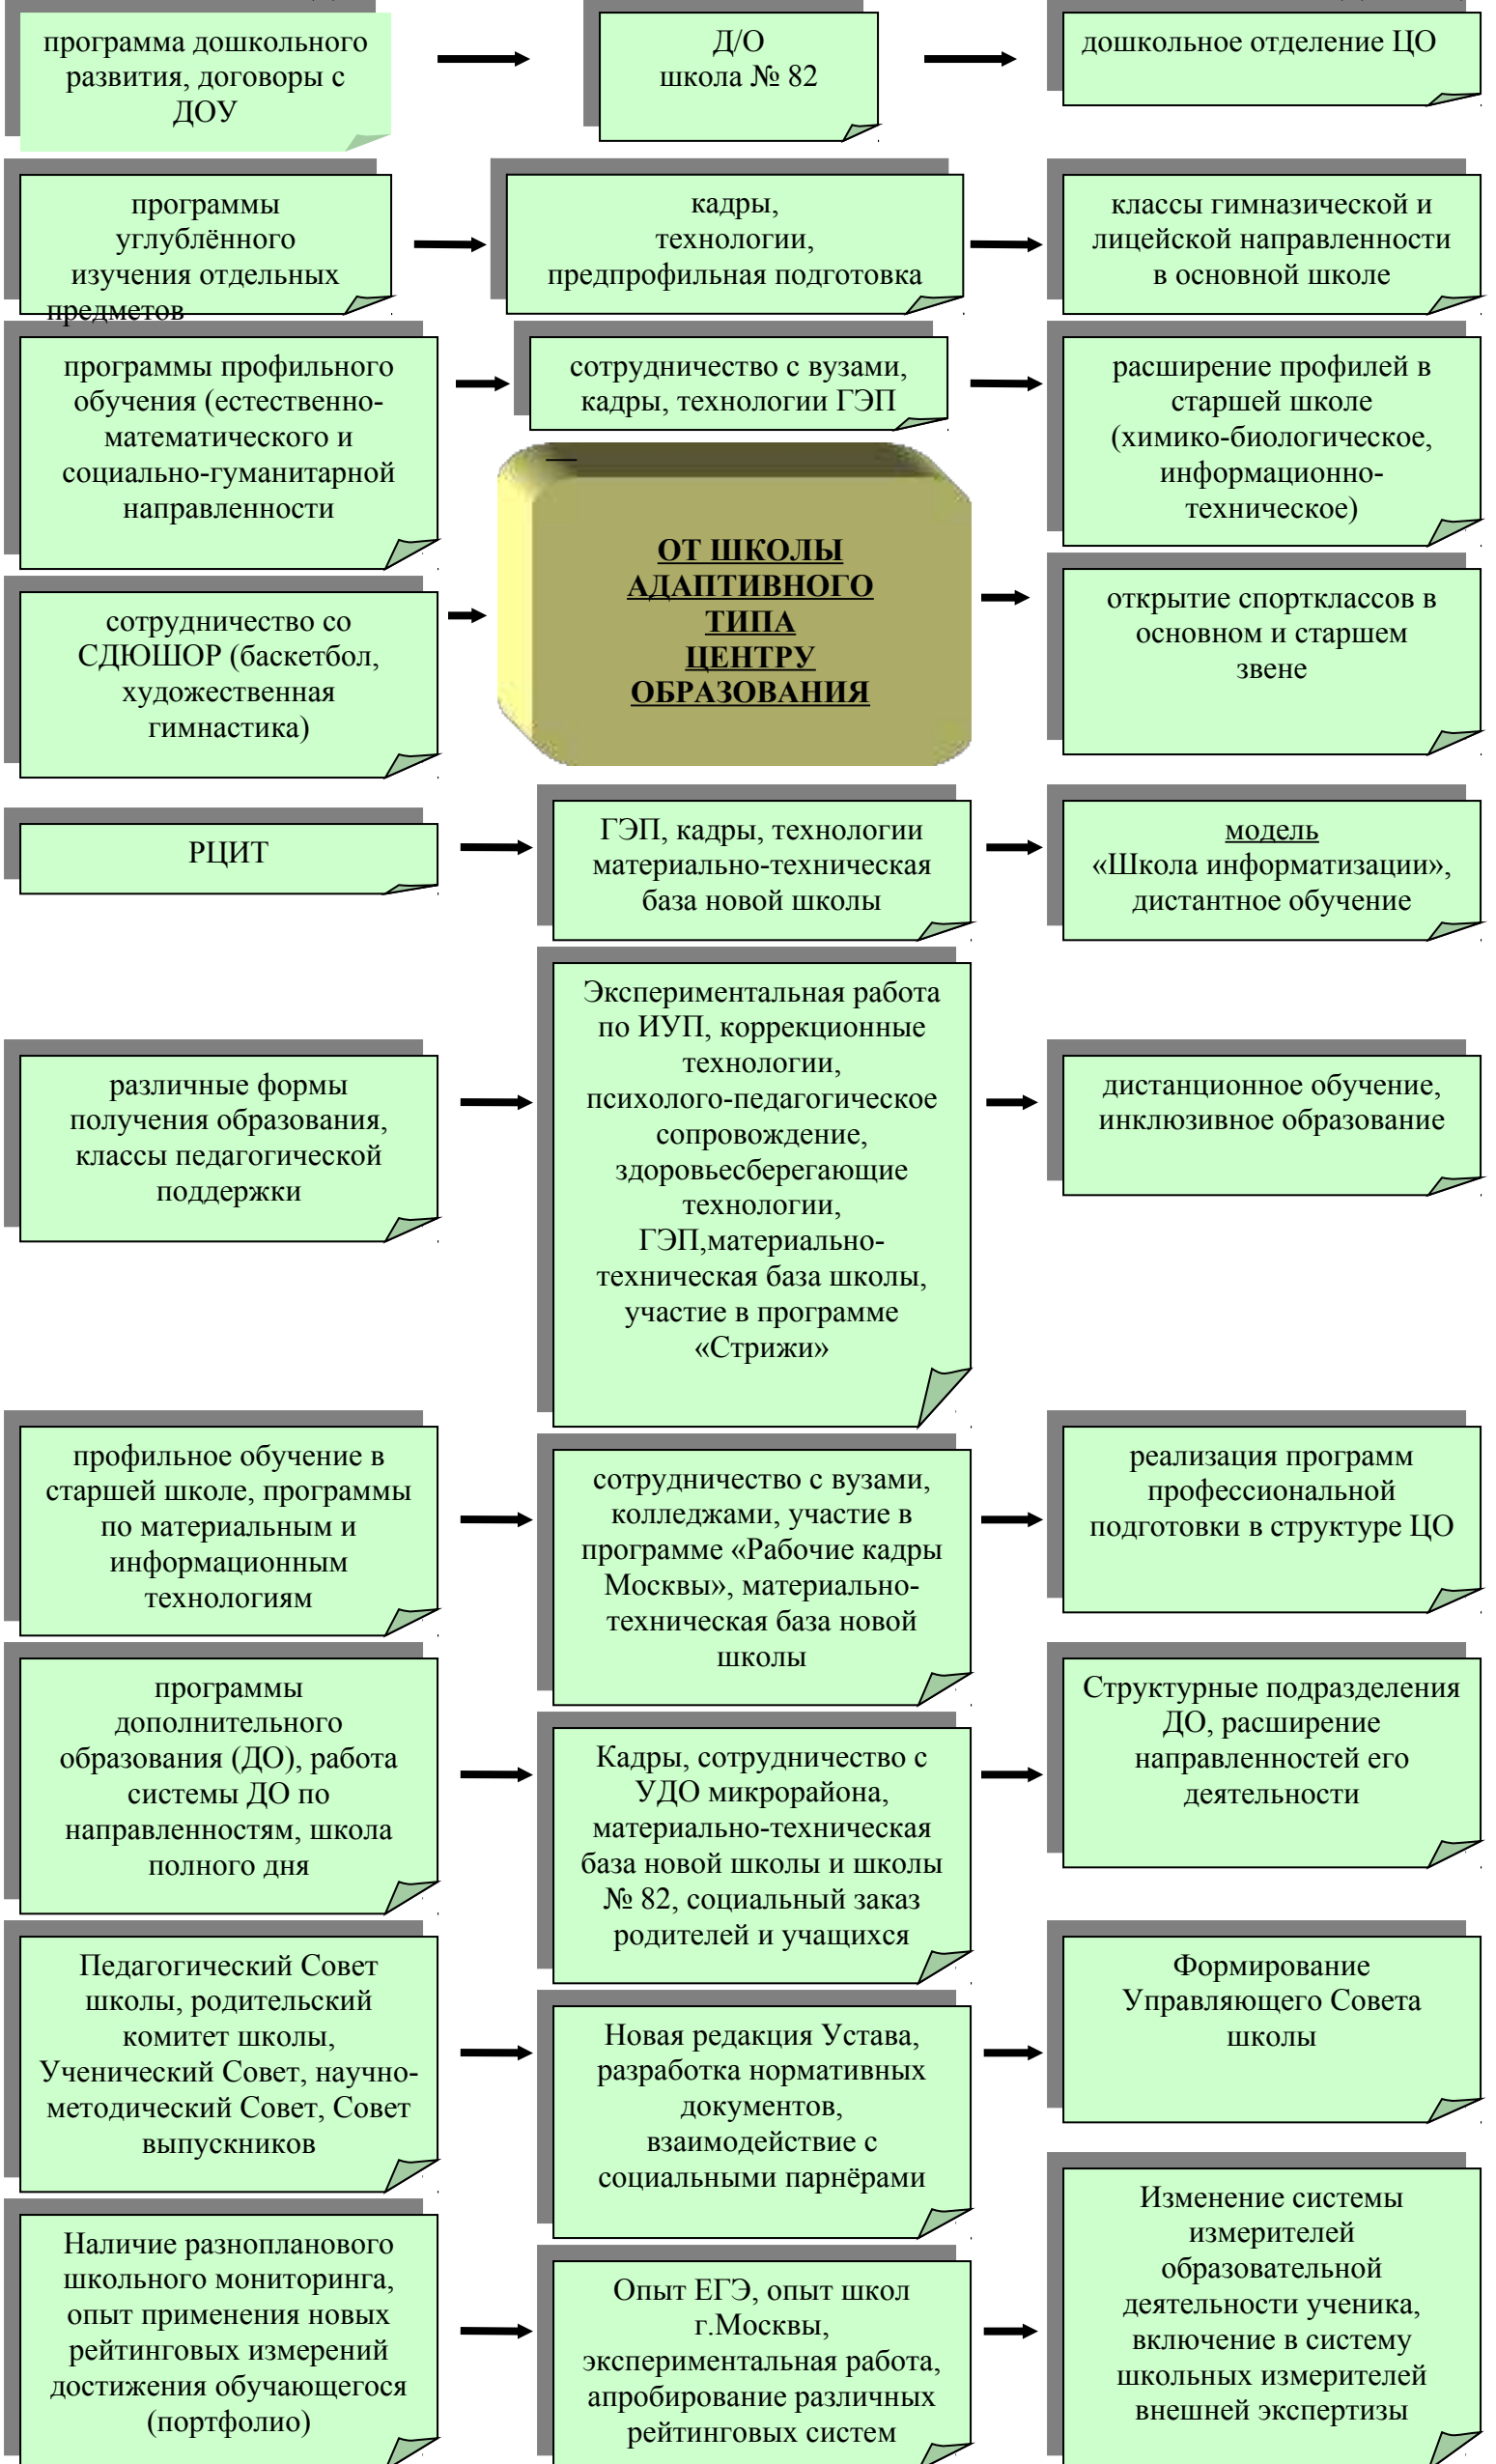 программа дошкольного
развития, договоры с
ДОУ
Д/О
школа № 82
дошкольное отделение ЦО
программы
углублённого
изучения отдельных
предметов
кадры,
технологии,
предпрофильная подготовка
классы гимназической и
лицейской направленности
в основной школе
программы профильного
обучения (естественно-
математического и
социально-гуманитарной
направленности
сотрудничество с вузами,
кадры, технологии ГЭП
расширение профилей в
старшей школе
(химико-биологическое,
информационно-
техническое)
сотрудничество со
СДЮШОР (баскетбол,
художественная
гимнастика)
ОТ ШКОЛЫ
АДАПТИВНОГО
ТИПА
ЦЕНТРУ
ОБРАЗОВАНИЯ
открытие спортклассов в
основном и старшем
звене
РЦИТ
ГЭП, кадры, технологии
материально-техническая
база новой школы
модель
«Школа информатизации»,
дистантное обучение
различные формы
получения образования,
классы педагогической
поддержки
Экспериментальная работа
по ИУП, коррекционные
технологии,
психолого-педагогическое
сопровождение,
здоровьесберегающие
технологии,
ГЭП,материально-
техническая база школы,
участие в программе
«Стрижи»
дистанционное обучение,
инклюзивное образование
профильное обучение в
старшей школе, программы
по материальным и
информационным
технологиям
сотрудничество с вузами,
колледжами, участие в
программе «Рабочие кадры
Москвы», материально-
техническая база новой
школы
реализация программ
профессиональной
подготовки в структуре ЦО
программы
дополнительного
образования (ДО), работа
системы ДО по
направленностям, школа
полного дня
Кадры, сотрудничество с
УДО микрорайона,
материально-техническая
база новой школы и школы
№ 82, социальный заказ
родителей и учащихся
Структурные подразделения
ДО, расширение
направленностей его
деятельности
Педагогический Совет
школы, родительский
комитет школы,
Ученический Совет, научно-
методический Совет, Совет
выпускников
Новая редакция Устава,
разработка нормативных
документов,
взаимодействие с
социальными парнёрами
Формирование
Управляющего Совета
школы
Наличие разнопланового
школьного мониторинга,
опыт применения новых
рейтинговых измерений
достижения обучающегося
(портфолио)
Опыт ЕГЭ, опыт школ
г.Москвы,
экспериментальная работа,
апробирование различных
рейтинговых систем
Изменение системы
измерителей
образовательной
деятельности ученика,
включение в систему
школьных измерителей
внешней экспертизы